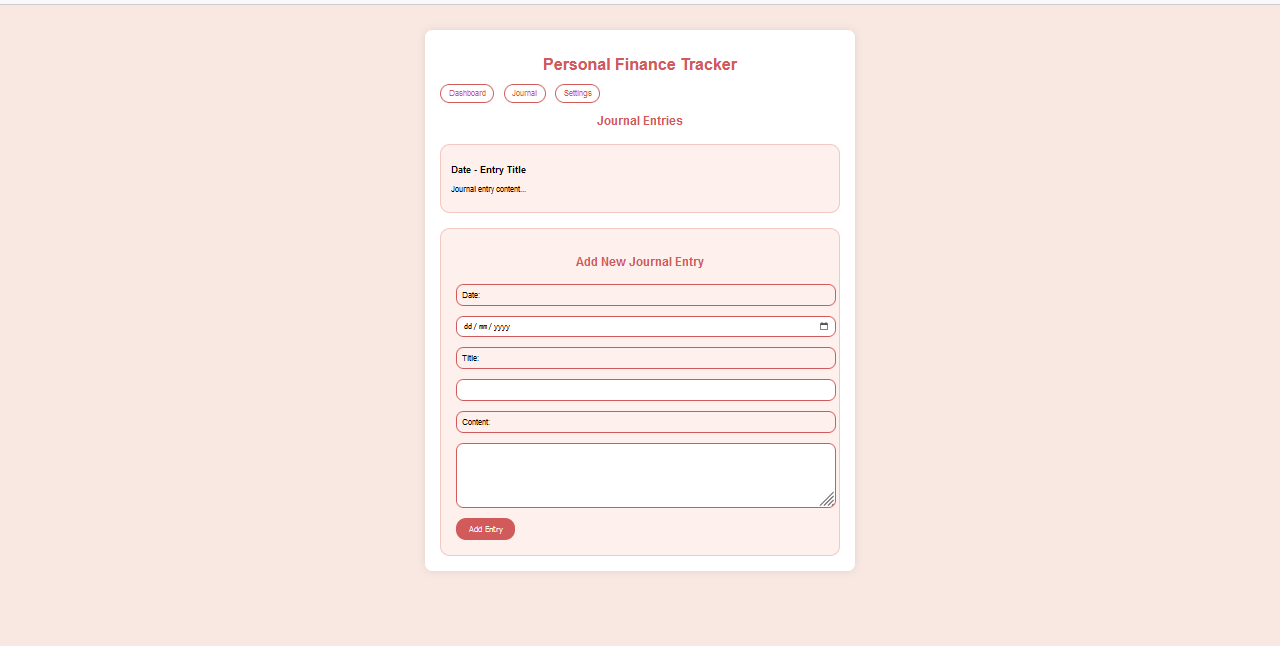 Personal Finance Tracker
Dashboard Journal Settings
Journal Entries
Date - Entry Title
Journal entry content...
Add New Journal Entry
Date:
dd / mm / yyyy
Title:
Content:
Add Entry